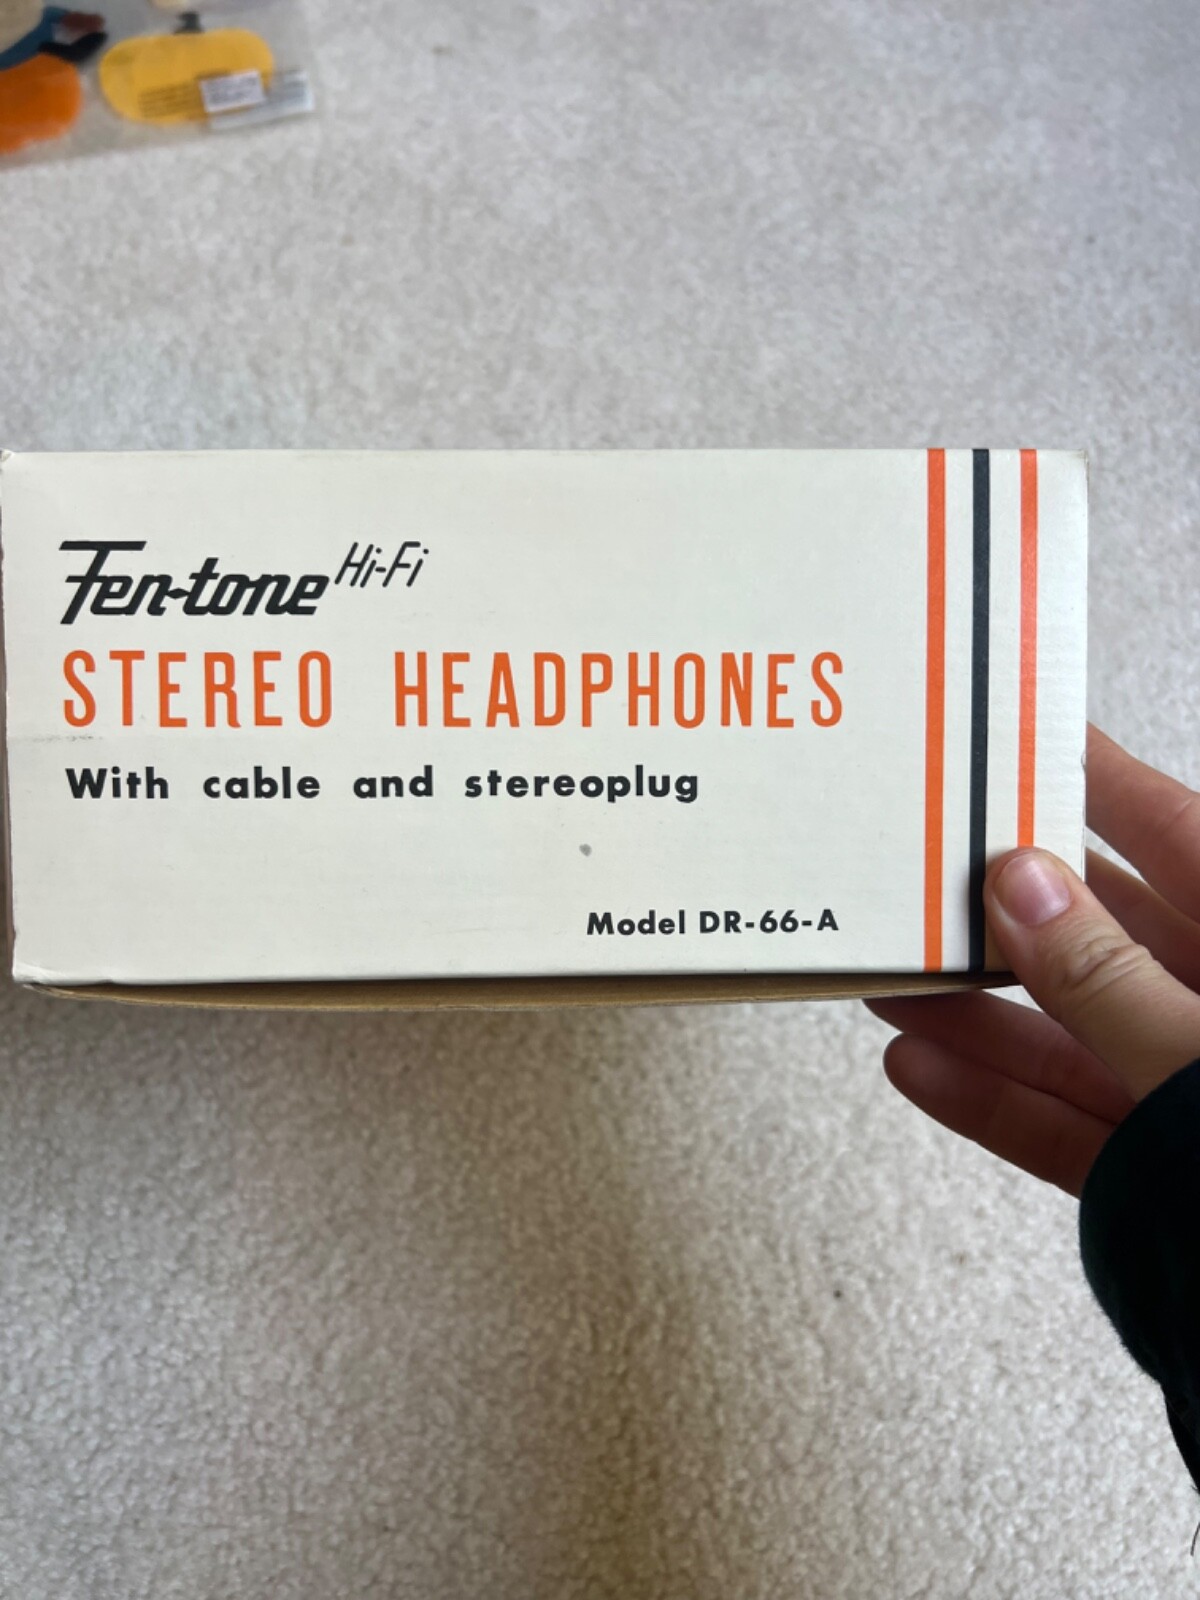 Fen-tone Hi-Fi
STEREO HEADPHONES
With cable and stereoplug
Model DR-66-A